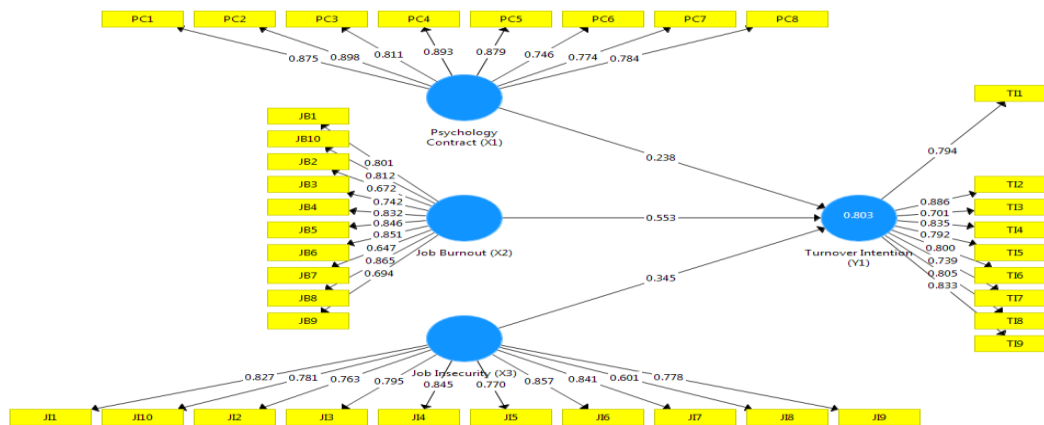 PC1 PC2 PC3 PC4 PC5 PC6 PC7 PC8
0.875 0.898 0.811 0.893 0.879 0.746 0.774 0.784
Psychology
Contract (X1)
JB1
JB10
JB2
JB3
JB4
JB5
JB6
JB7
JB8
JB9
0.801
0.812
0.672
0.742
0.832
0.846
0.851
0.647
0.865
0.694
Job Burnout (X2)
0.238
0.553
0.345
0.803
Turnover Intention
(Y1)
0.794
0.886
0.701
0.835
0.792
0.800
0.739
0.805
0.833
TI1
TI2
TI3
TI4
TI5
TI6
TI7
TI8
TI9
Job Insecurity (X3)
0.827 0.781 0.763 0.795 0.845 0.770 0.857 0.841 0.601 0.778
JI1 JI10 JI2 JI3 JI4 JI5 JI6 JI7 JI8 JI9